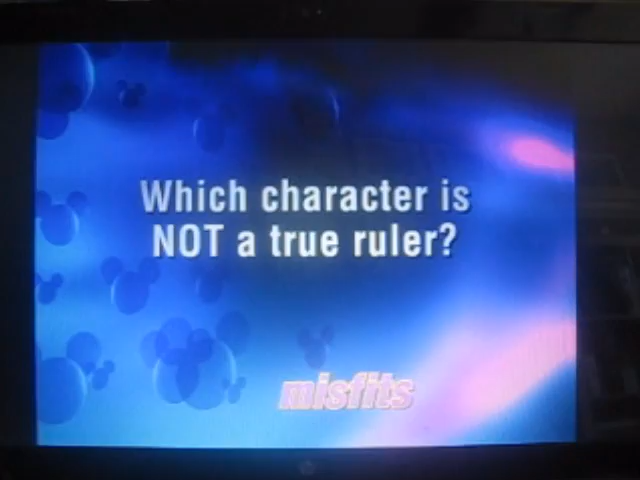 Which character is
NOT a true ruler?
misfits